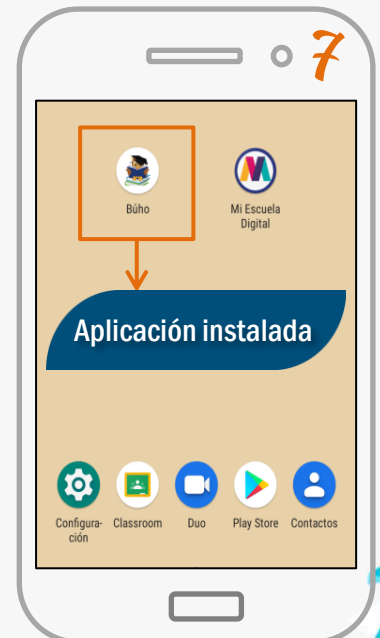 7
Búho
Mi Escuela
Digital
Aplicación instalada
Configura-
ción
Classroom
Duo
Play Store
Contactos